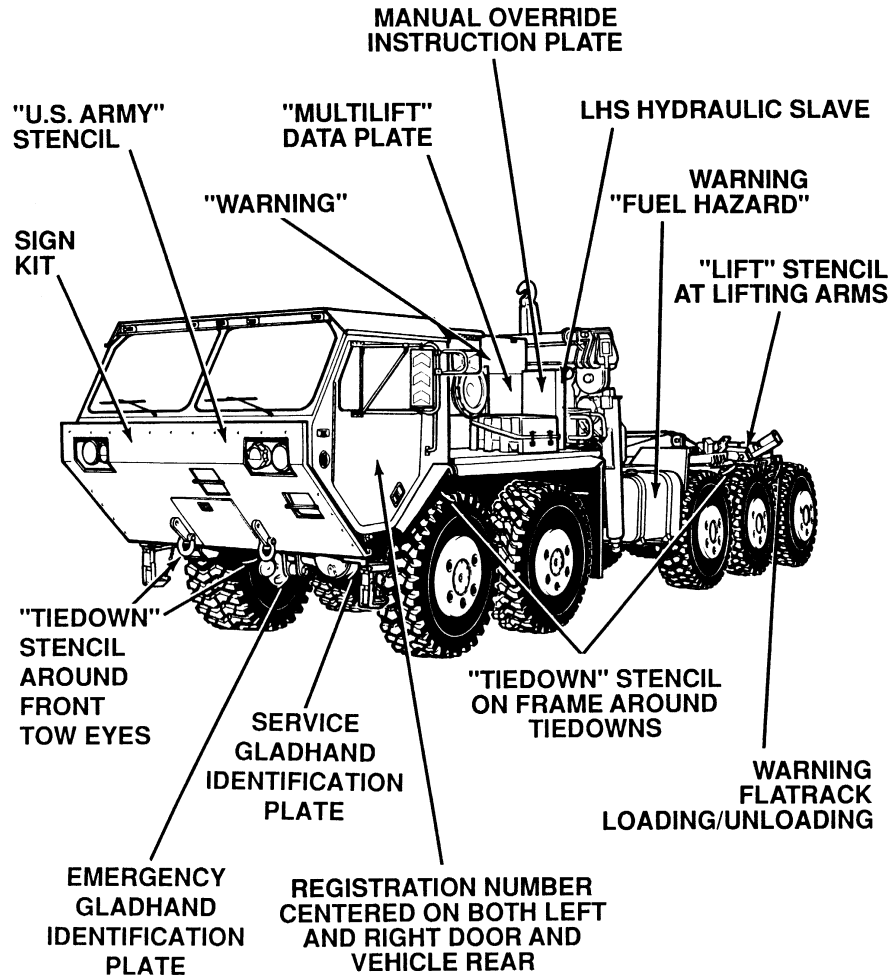 MANUAL OVERRIDE
INSTRUCTION PLATE
"U.S. ARMY"
STENCIL
"MULTILIFT"
DATA PLATE
LHS HYDRAULIC SLAVE
"WARNING"
WARNING
"FUEL HAZARD"
SIGN
KIT
"LIFT" STENCIL
AT LIFTING ARMS
"TIEDOWN"
STENCIL
AROUND
FRONT
TOW EYES
"TIEDOWN" STENCIL
ON FRAME AROUND
TIEDOWNS
SERVICE
GLADHAND
IDENTIFICATION
PLATE
WARNING
FLATRACK
LOADING/UNLOADING
EMERGENCY
GLADHAND
IDENTIFICATION
PLATE
REGISTRATION NUMBER
CENTERED ON BOTH LEFT
AND RIGHT DOOR AND
VEHICLE REAR